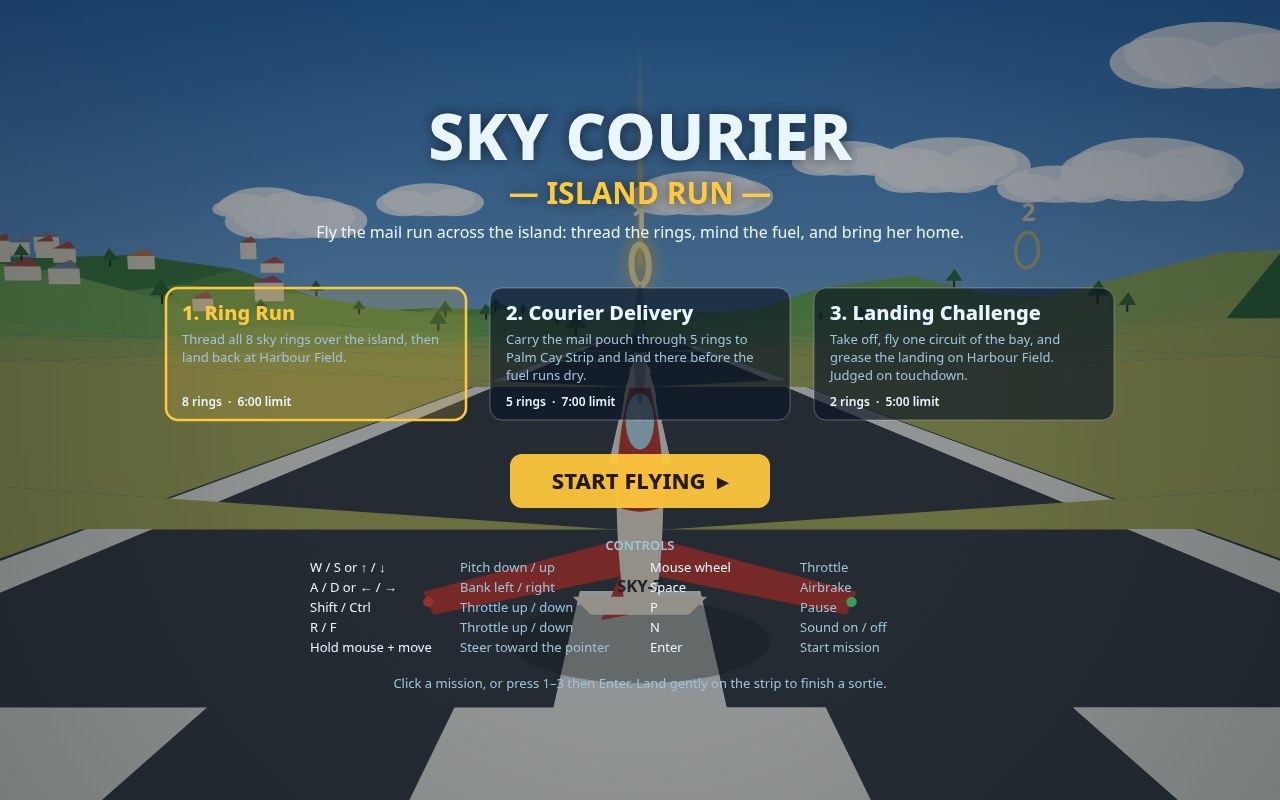 SKY COURIER
— ISLAND RUN —
Fly the mail run across the island: thread the rings, mind the fuel, and bring her home.
2
1. Ring Run
Thread all 8 sky rings over the island, then
land back at Harbour Field.
8 rings · 6:00 limit
2. Courier Delivery
Carry the mail pouch through 5 rings to
Palm Cay Strip and land there before the
fuel runs dry.
5 rings · 7:00 limit
3. Landing Challenge
Take off, fly one circuit of the bay, and
grease the landing on Harbour Field.
Judged on touchdown.
2 rings · 5:00 limit
START FLYING ▸
CONTROLS
W / S or ↑ / ↓ Pitch down / up Mouse wheel Throttle
A / D or ← / → Bank left / right Space Airbrake
Shift / Ctrl Throttle up / down P Pause
R / F Throttle up / down N Sound on / off
Hold mouse + move Steer toward the pointer Enter Start mission
Click a mission, or press 1–3 then Enter. Land gently on the strip to finish a sortie.